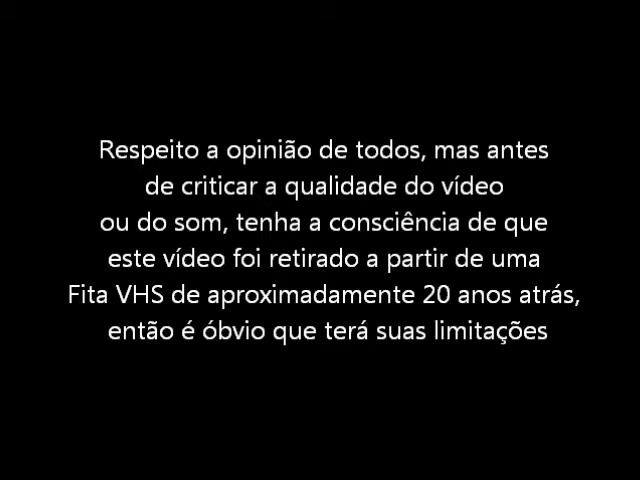 Respeito a opinião de todos, mas antes
de criticar a qualidade do vídeo
ou do som, tenha a consciência de que
este vídeo foi retirado a partir de uma
Fita VHS de aproximadamente 20 anos atrás,
então é óbvio que terá suas limitações